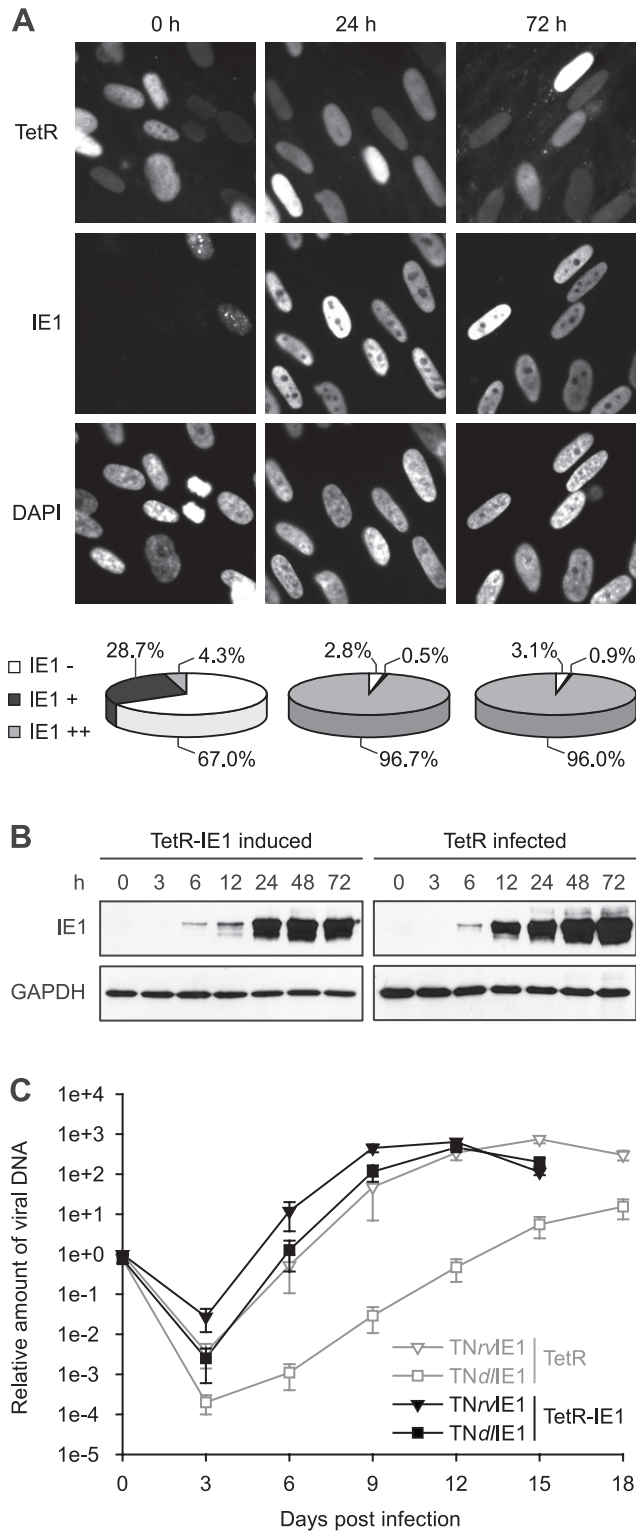 A
0 h 24 h 72 h
TetR
IE1
DAPI
28.7% 4.3% 2.8% 0.5% 3.1% 0.9%
IE1 -
IE1 +
IE1 ++
67.0% 96.7% 96.0%
B
TetR-IE1 induced TetR infected
h 0 3 6 12 24 48 72 0 3 6 12 24 48 72
IE1
GAPDH
C
Relative amount of viral DNA
1e+4
1e+3
1e+2
1e+1
1e+0
1e-1
1e-2
1e-3
1e-4
1e-5
TNrvIE1
TNdlIE1
TetR
TNrvIE1
TNdlIE1
TetR-IE1
0 3 6 9 12 15 18
Days post infection